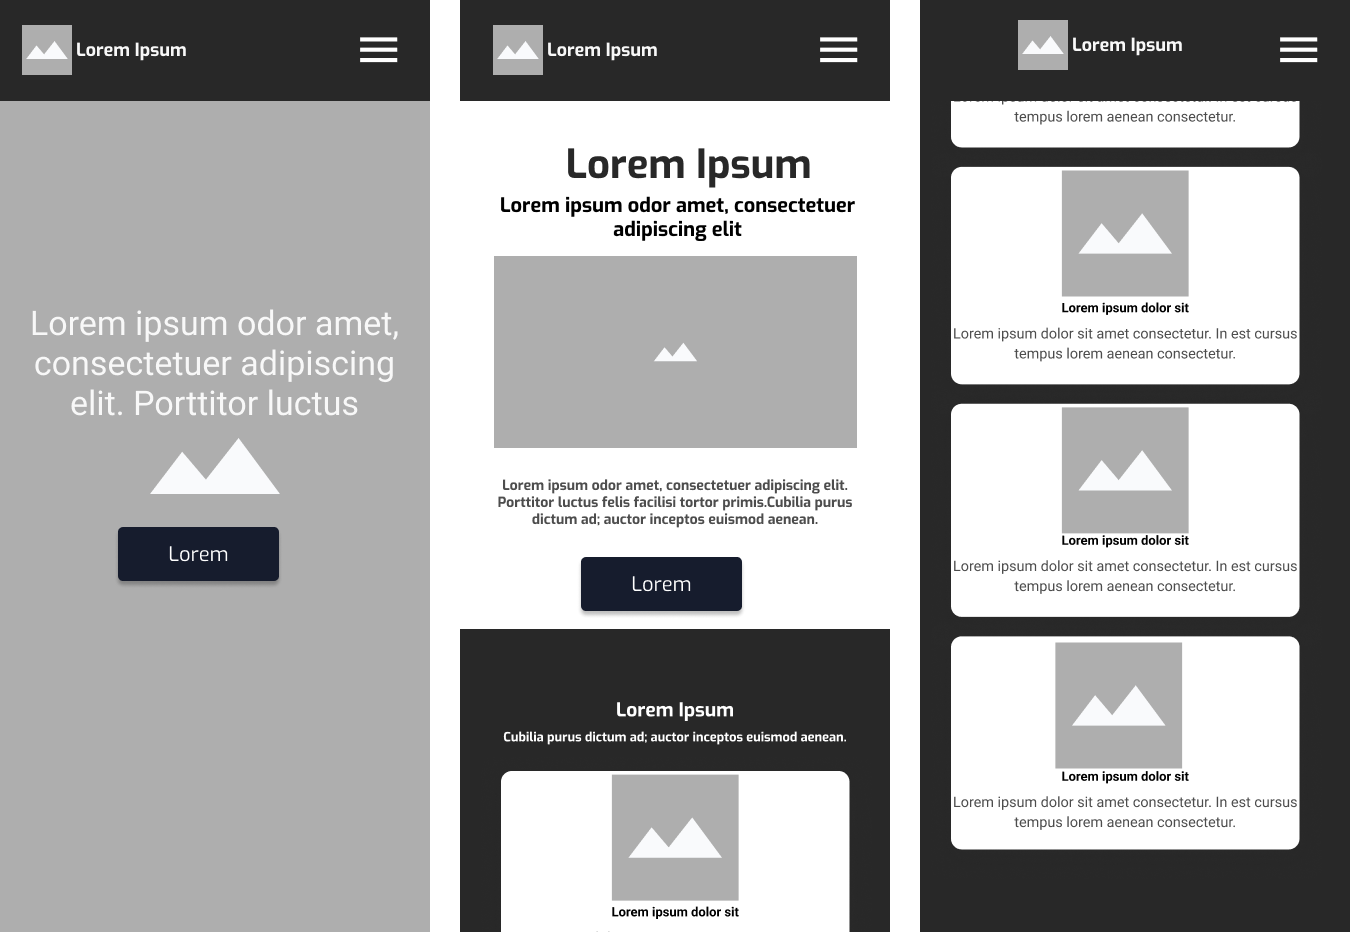 Lorem Ipsum
Lorem ipsum odor amet,
consectetuer adipiscing
elit. Porttitor luctus
Lorem
Lorem Ipsum
Lorem Ipsum
Lorem ipsum odor amet, consectetuer
adipiscing elit
Lorem ipsum odor amet, consectetuer adipiscing elit.
Porttitor luctus felis facilisi tortor primis.Cubilia purus
dictum ad; auctor inceptos euismod aenean.
Lorem
Lorem Ipsum
Cubilia purus dictum ad; auctor inceptos euismod aenean.
Lorem ipsum dolor sit
Lorem Ipsum
tempus lorem aenean consectetur.
Lorem ipsum dolor sit
Lorem ipsum dolor sit amet consectetur. In est cursus
tempus lorem aenean consectetur.
Lorem ipsum dolor sit
Lorem ipsum dolor sit amet consectetur. In est cursus
tempus lorem aenean consectetur.
Lorem ipsum dolor sit
Lorem ipsum dolor sit amet consectetur. In est cursus
tempus lorem aenean consectetur.